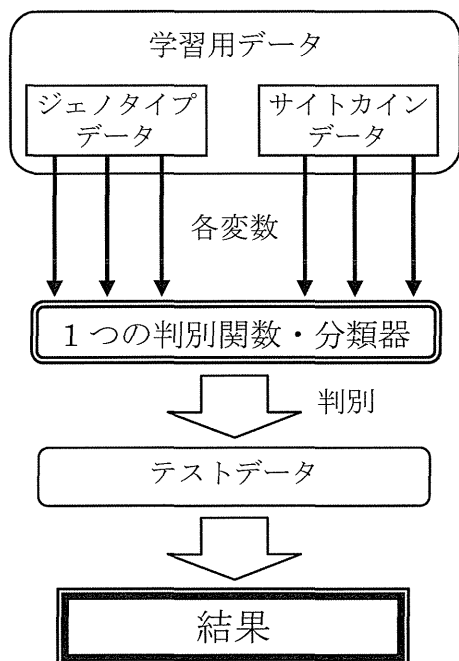 学習用データ
ジェノタイプ
データ
サイトカイン
データ
各変数
1つの判別関数・分類器
判別
テストデータ
結果